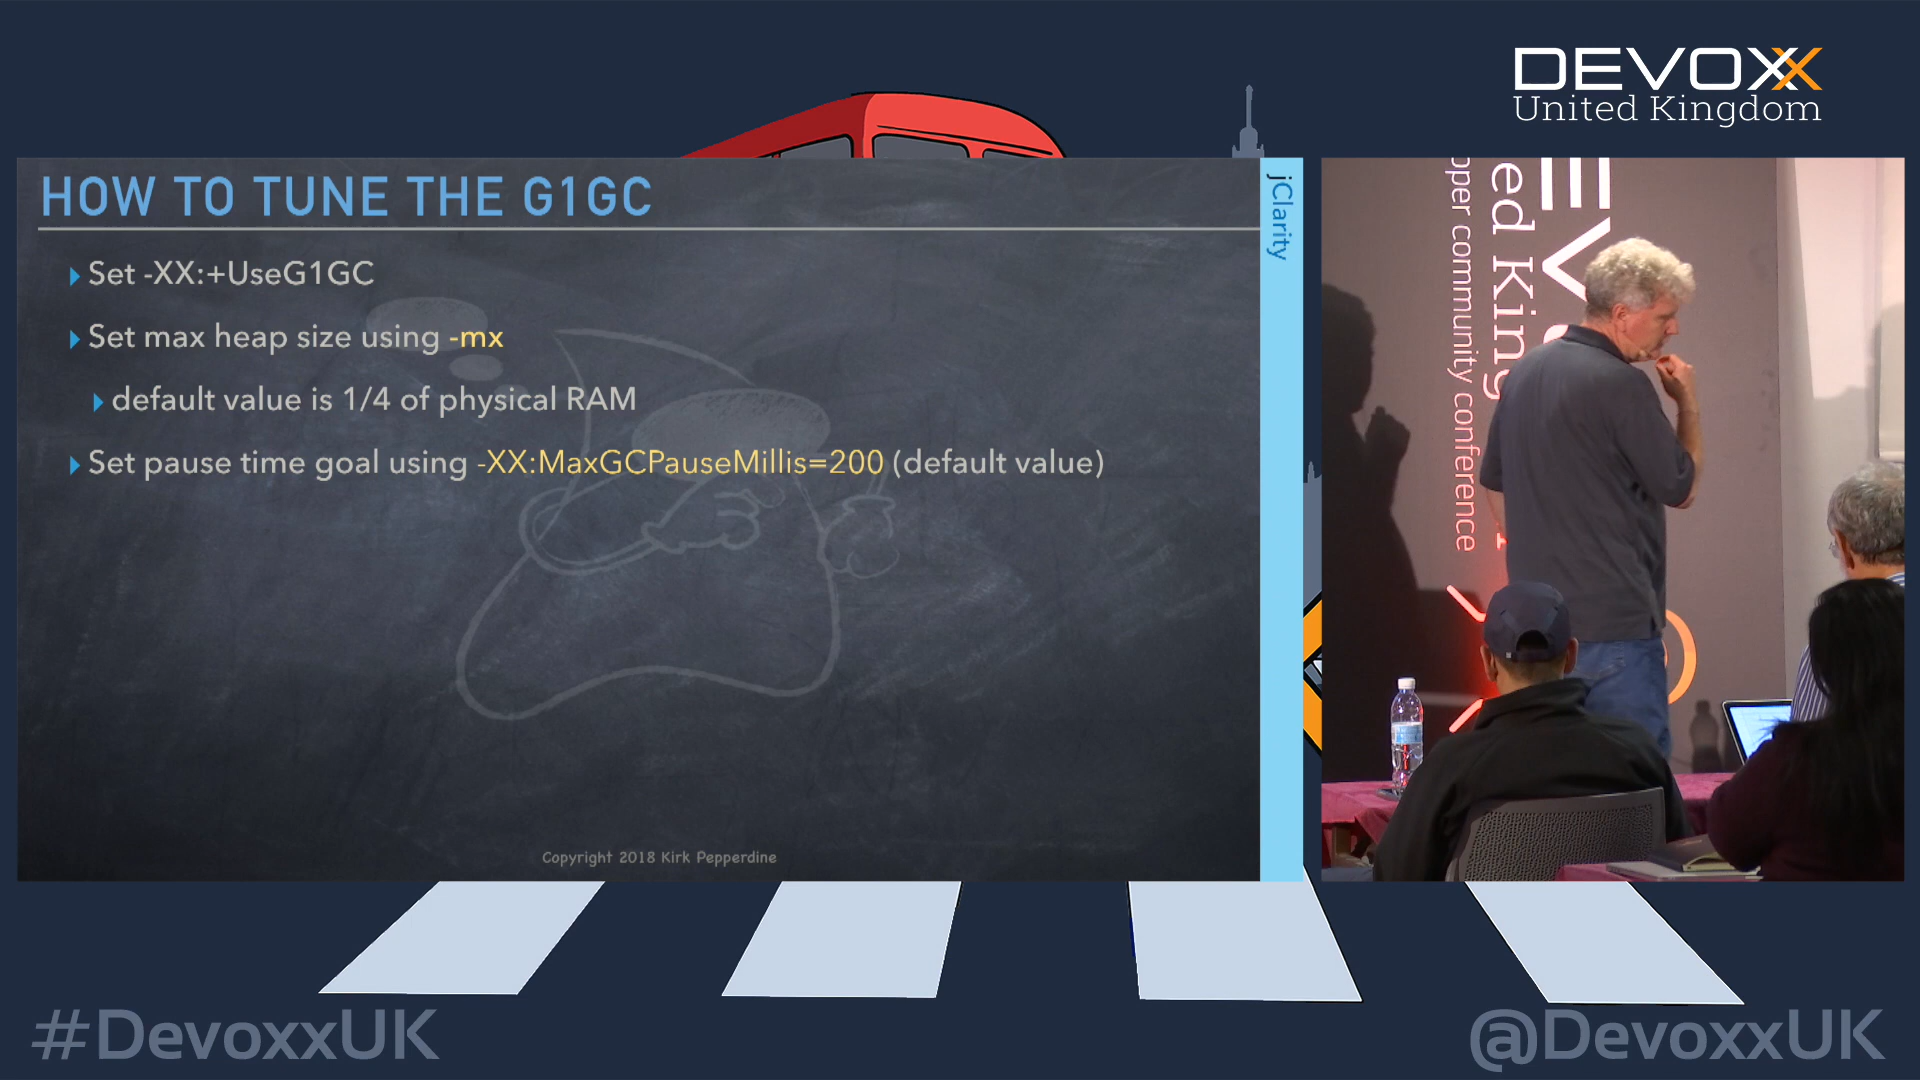 DEVOXX
United Kingdom
HOW TO TUNE THE G1GC
jClarity
Set -XX:+UseG1GC
Set max heap size using -mx
default value is 1/4 of physical RAM
Set pause time goal using -XX:MaxGCPauseMillis=200 (default value)
Copyright 2018 Kirk Pepperdine
ed King
oper community conference
#DevoxxUK
@DevoxxUK